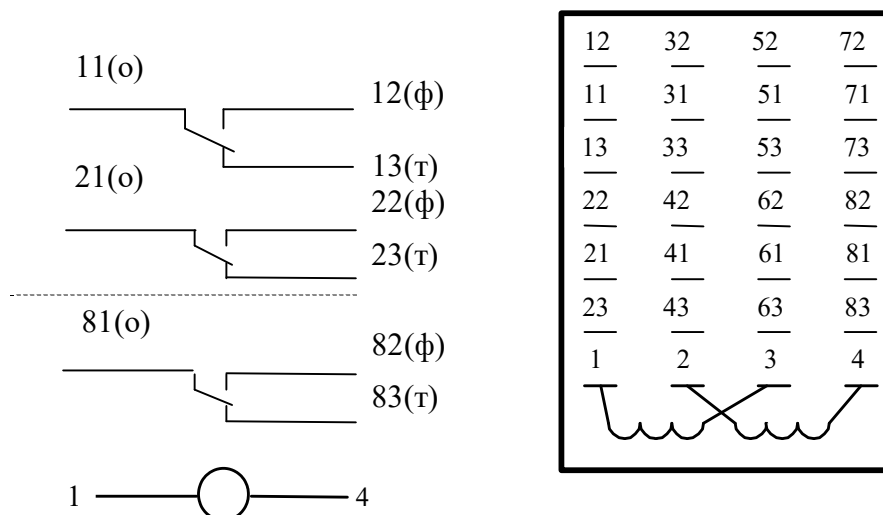 11(о)
12(ф)
13(т)
21(о)
22(ф)
23(т)
81(о)
82(ф)
83(т)
1 4
12 32 52 72
11 31 51 71
13 33 53 73
22 42 62 82
21 41 61 81
23 43 63 83
1 2 3 4